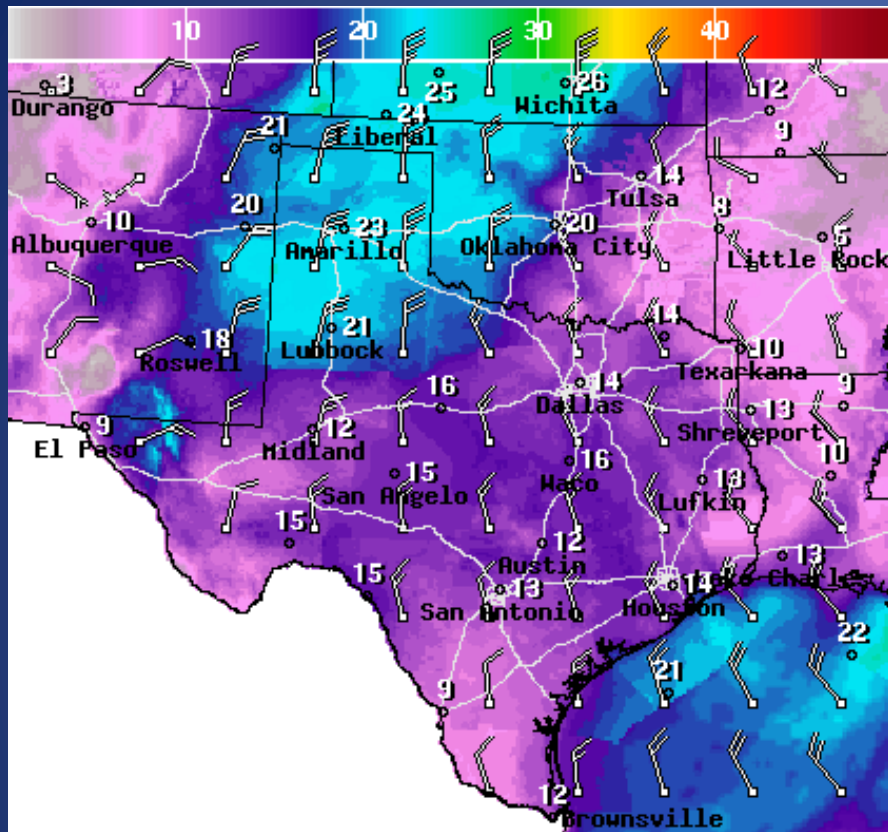 10 20 30 40
3 25 26 12
Durango Wichita
24
21 Liberal 9
14
Tulsa
10 20 23 20 8 5
Albuquerque Amarillo Oklahoma City Little Rock
18 21 14 10
Roswell Lubbock Texarkana
16 14 13 9
Dallas
9 12 Shreveport
El Paso Midland
15 16 13 10
San Angelo Waco Lufkin
15 12 13
Austin Lake Charles
15 13 14
San Antonio Houston
22
21
9
12
Brownsville